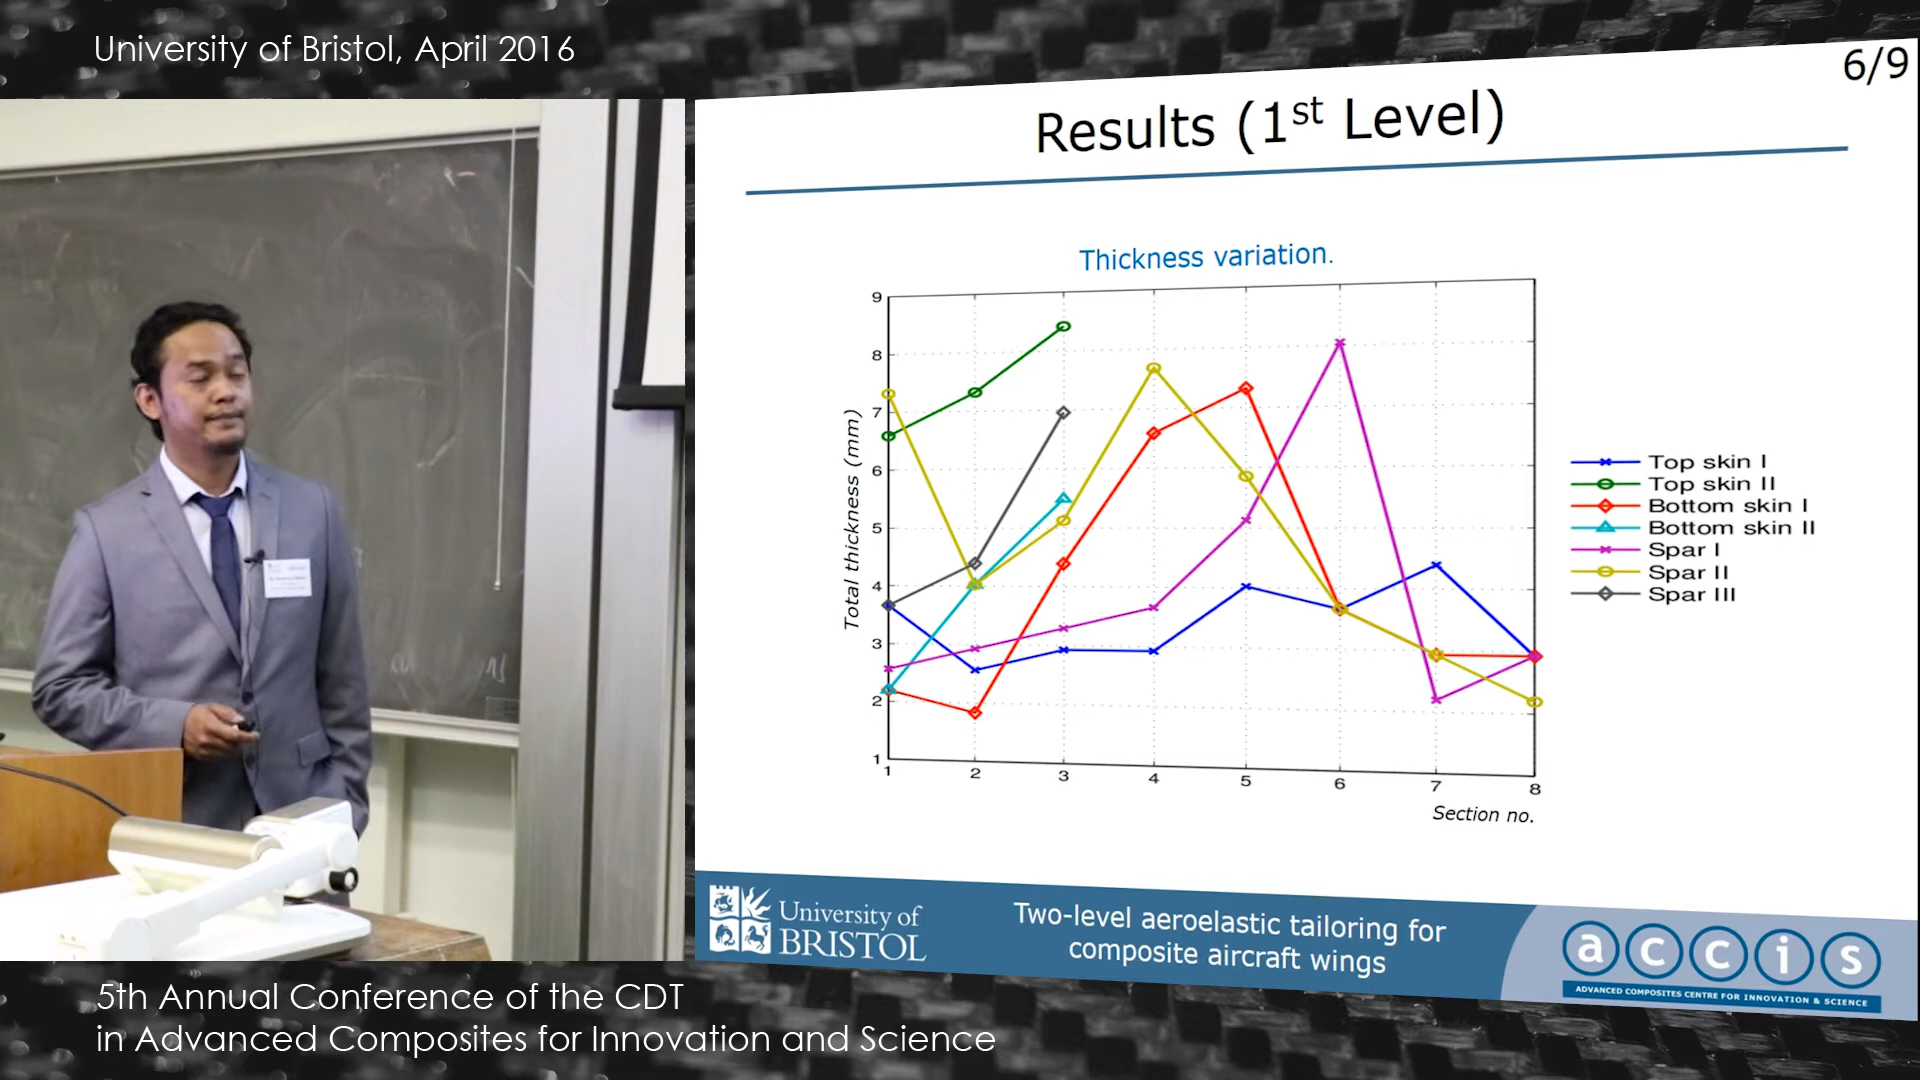 University of Bristol, April 2016
6/9
Results (1st Level)
Thickness variation.
9
8
7
6
5
4
3
2
1
Total thickness (mm)
1 2 3 4 5 6 7 8
Section no.
Top skin I
Top skin II
Bottom skin I
Bottom skin II
Spar I
Spar II
Spar III
University of
BRISTOL
Two-level aeroelastic tailoring for
composite aircraft wings
accis
ADVANCED COMPOSITES CENTRE FOR INNOVATION & SCIENCE
5th Annual Conference of the CDT
in Advanced Composites for Innovation and Science